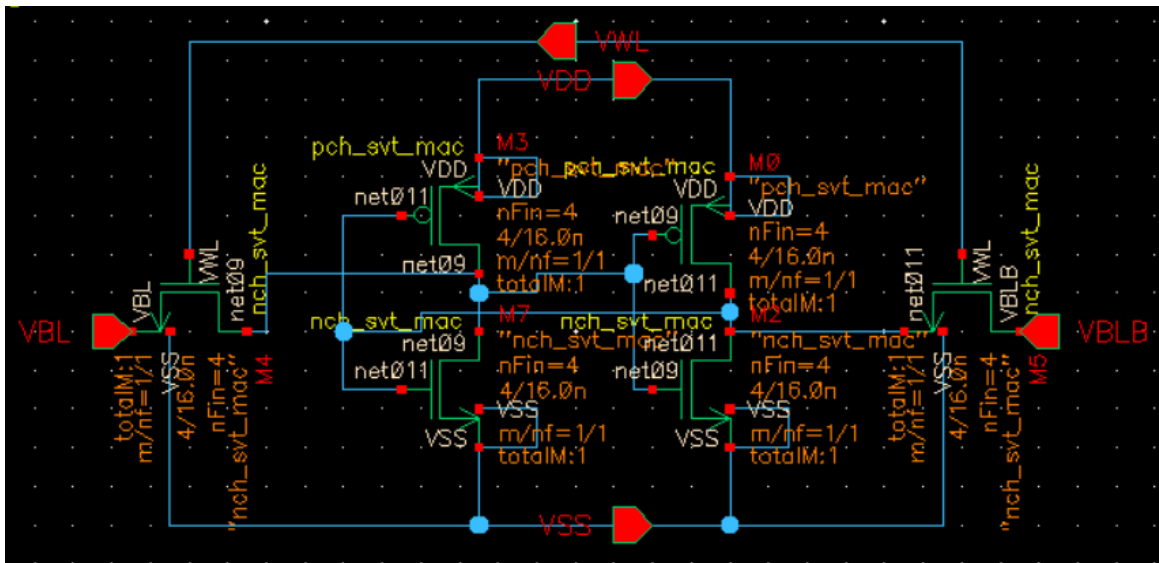 VWL
VDD
pch_svt_mac
M3
VDD
"pch_svt_mac"
VDD
net011
nFin=4
4/16.0n
m/nf=1/1
totalM:1
net09
pch_svt_mac
M0
VDD
"pch_svt_mac"
VDD
net09
nFin=4
4/16.0n
m/nf=1/1
totalM:1
net011
nch_svt_mac
M7
net09
"nch_svt_mac"
net011
nFin=4
4/16.0n
VSS
VSS
m/nf=1/1
totalM:1
nch_svt_mac
M2
net011
"nch_svt_mac"
net09
nFin=4
4/16.0n
VSS
VSS
m/nf=1/1
totalM:1
VBL
VBL
VWL
net09
nch_svt_mac
totalM:1
m/nf=1/1
VSS
4/16.0n
nFin=4
"nch_svt_mac"
M4
net011
VWL
VBLB
nch_svt_mac
VBLB
totalM:1
m/nf=1/1
VSS
4/16.0n
nFin=4
"nch_svt_mac"
M5
VSS